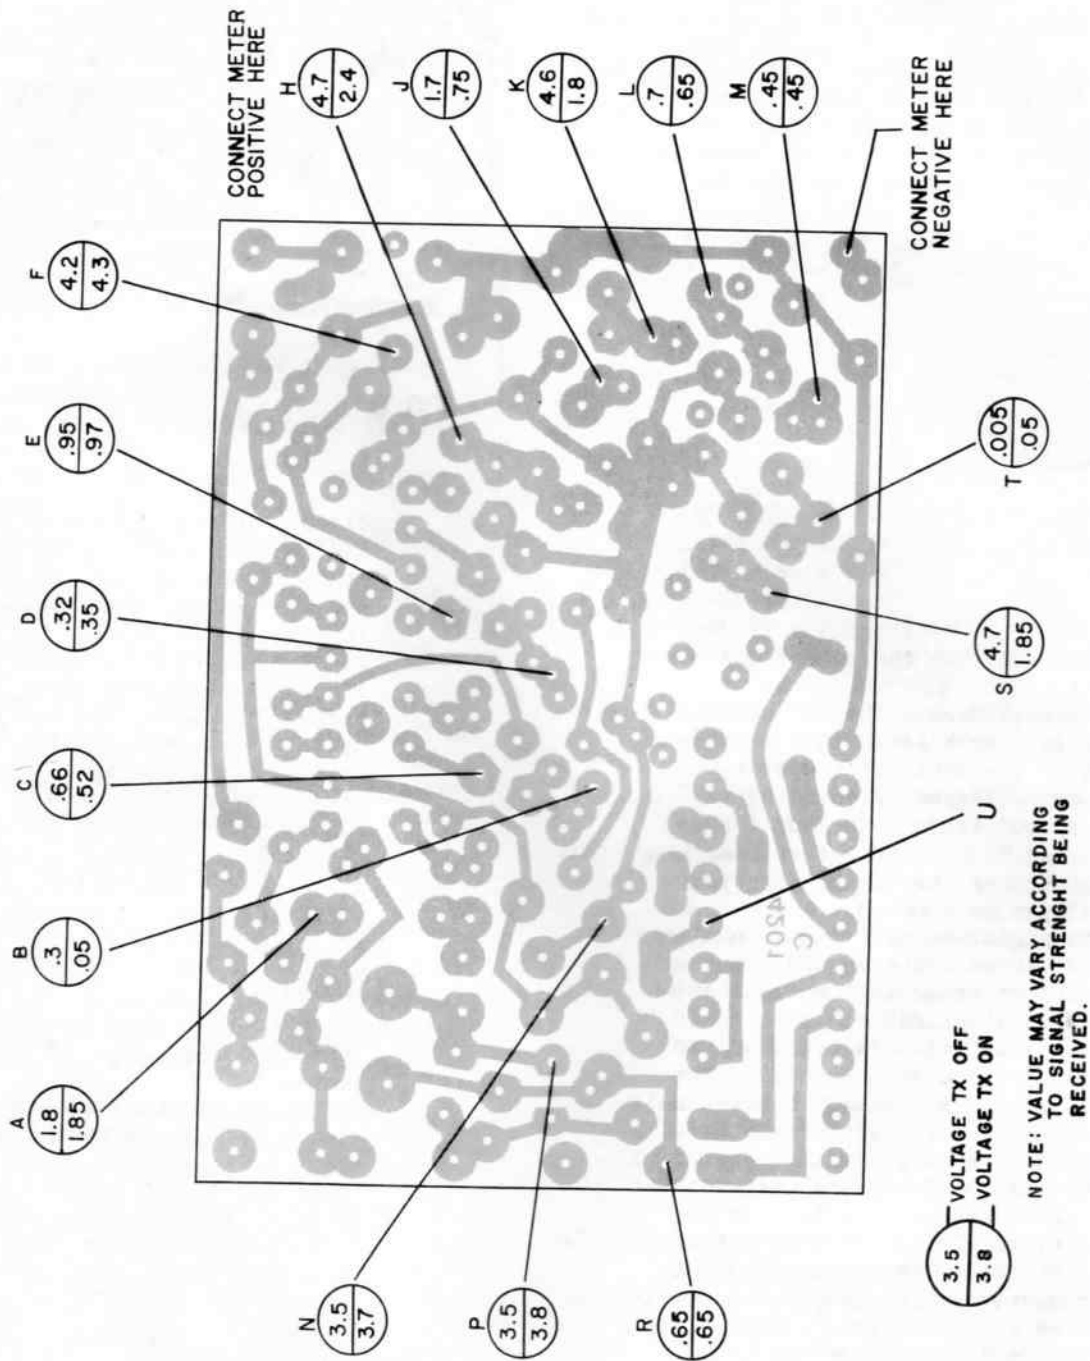 A
1.8
1.85
B
.3
.05
C
.66
.52
D
.32
.35
E
.95
.97
F
4.2
4.3
CONNECT METER
POSITIVE HERE
H
4.7
2.4
J
1.7
.75
K
4.6
1.8
L
.7
.65
M
.45
.45
CONNECT METER
NEGATIVE HERE
N
3.5
3.7
P
3.5
3.8
R
.65
.65
S
4.7
1.85
T
.005
.05
U
C
4201
3.5
3.8
VOLTAGE TX OFF
VOLTAGE TX ON
NOTE: VALUE MAY VARY ACCORDING
TO SIGNAL STRENGHT BEING
RECEIVED.